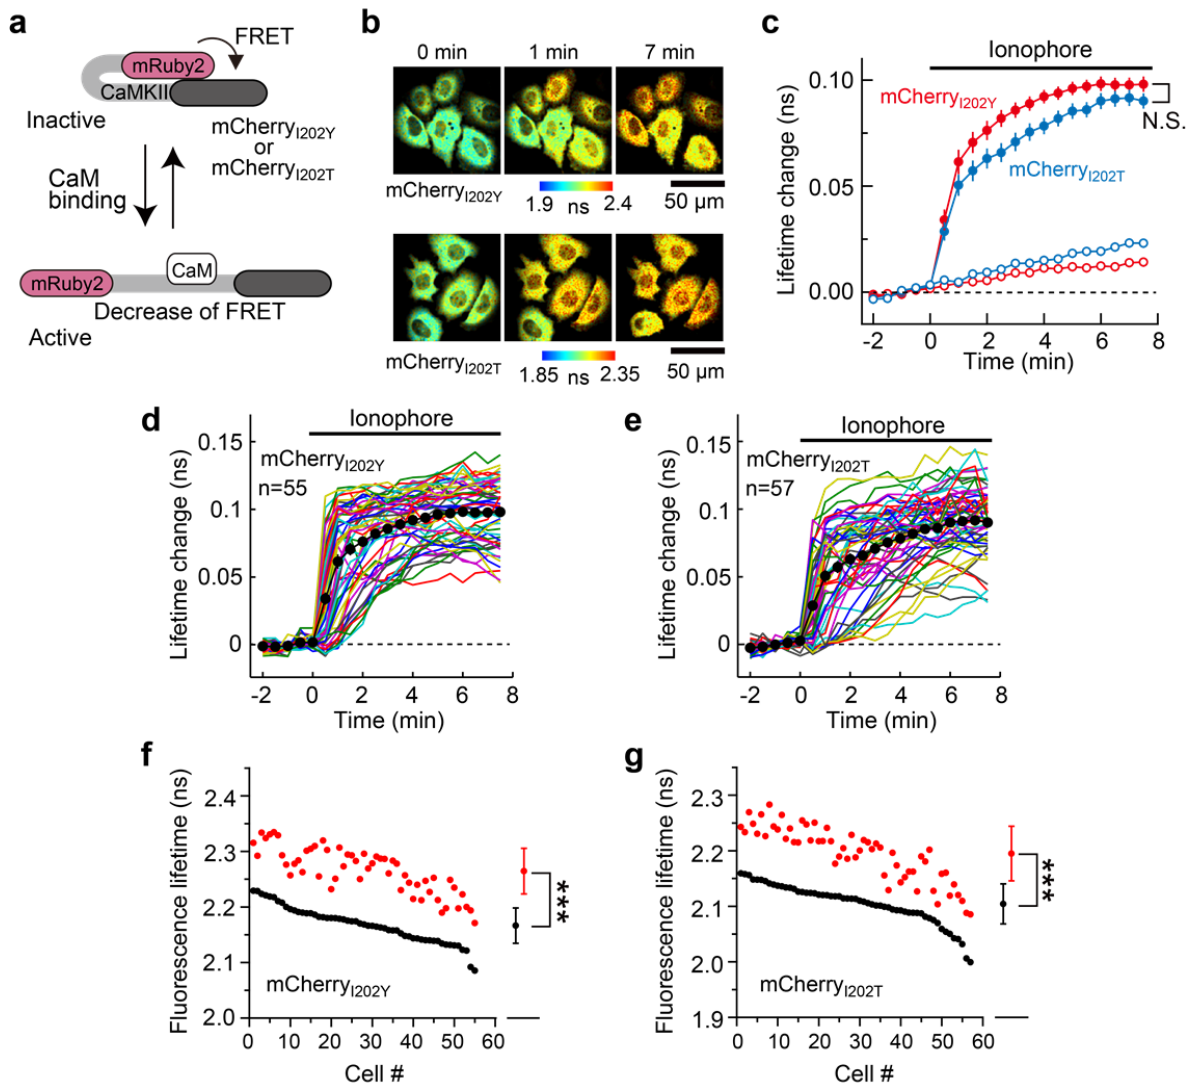 a
FRET
mRuby2
CaMKII
Inactive
mCherryI202Y
or
mCherryI202T
CaM
binding
mRuby2
CaM
Decrease of FRET
Active
b
0 min
1 min
7 min
mCherryI202Y
1.9 ns 2.4
50 μm
mCherryI202T
1.85 ns 2.35
50 μm
c
Ionophore
mCherryI202Y
N.S.
mCherryI202T
Lifetime change (ns)
0.10
0.05
0.00
-2 0 2 4 6 8
Time (min)
d
Ionophore
mCherryI202Y
n=55
Lifetime change (ns)
0.15
0.1
0.05
0
-2 0 2 4 6 8
Time (min)
e
Ionophore
mCherryI202T
n=57
Lifetime change (ns)
0.15
0.1
0.05
0
-2 0 2 4 6 8
Time (min)
f
Fluorescence lifetime (ns)
2.4
2.3
2.2
2.1
2.0
***
mCherryI202Y
0 10 20 30 40 50 60
Cell #
g
Fluorescence lifetime (ns)
2.3
2.2
2.1
2.0
1.9
***
mCherryI202T
0 10 20 30 40 50 60
Cell #